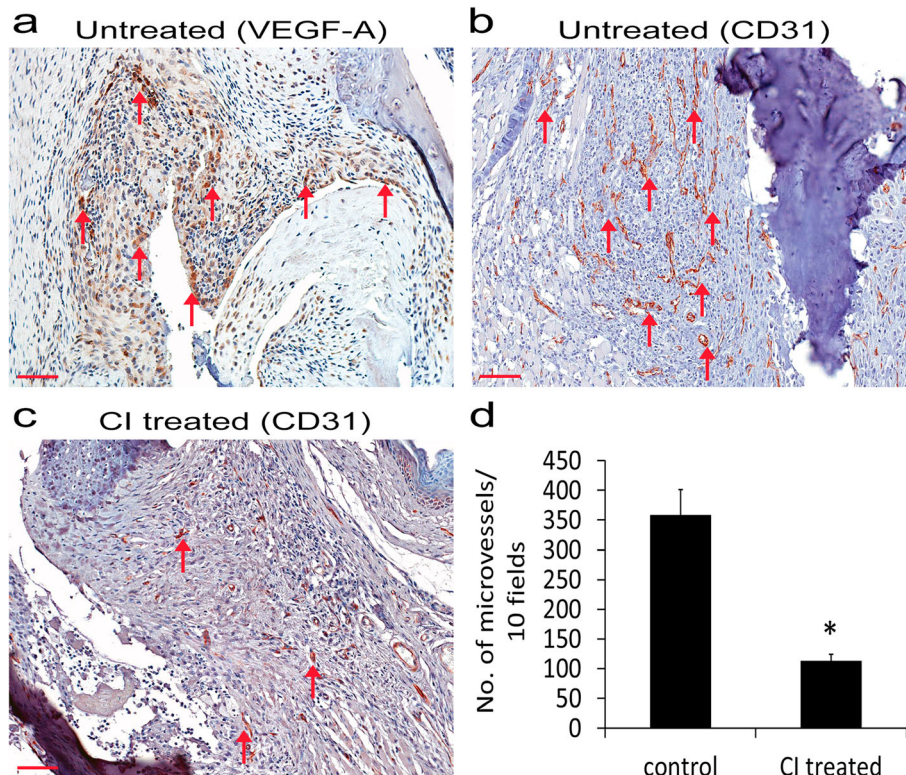 a Untreated (VEGF-A)
b Untreated (CD31)
c CI treated (CD31)
d
No. of microvessels/
10 fields
450
400
350
300
250
200
150
100
50
0
*
control
CI treated